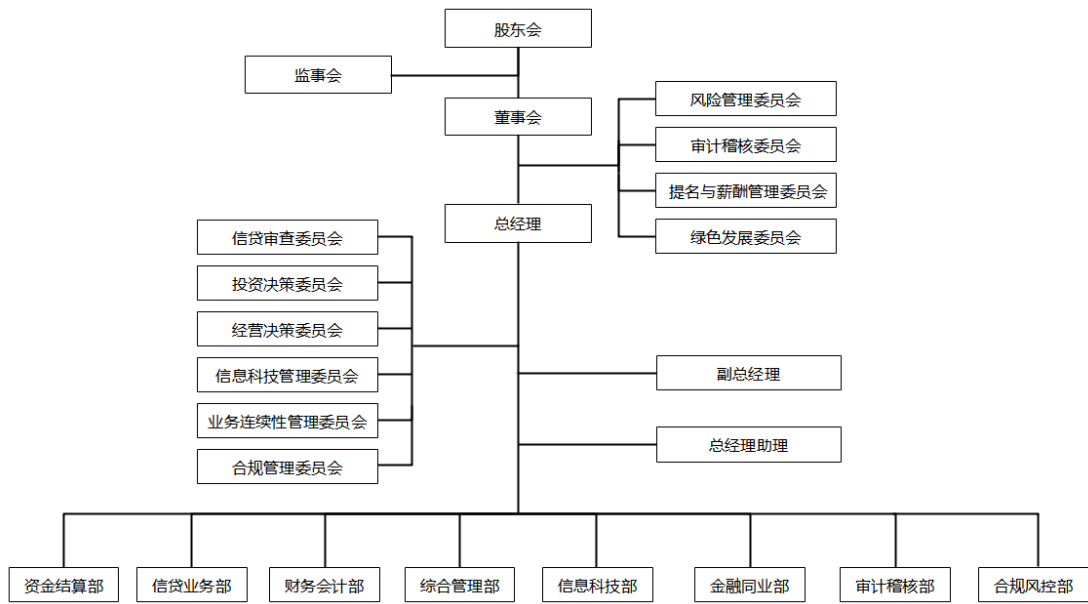 股东会
监事会
董事会
风险管理委员会
审计稽核委员会
提名与薪酬管理委员会
绿色发展委员会
总经理
信贷审查委员会
投资决策委员会
经营决策委员会
信息科技管理委员会
业务连续性管理委员会
合规管理委员会
副总经理
总经理助理
资金结算部
信贷业务部
财务会计部
综合管理部
信息科技部
金融同业部
审计稽核部
合规风控部